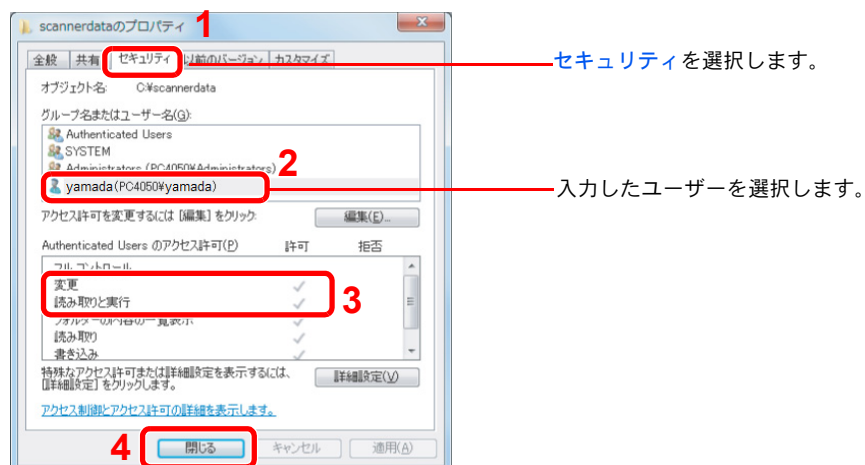 1
scannerdataのプロパティ
全般 共有 セキュリティ 以前のバージョン カスタマイズ
セキュリティを選択します。
オブジェクト名: C:¥scannerdata
グループ名またはユーザー名(G):
Authenticated Users
SYSTEM
Administrators (PC4050¥Administrators)
2
yamada(PC4050¥yamada)
入力したユーザーを選択します。
アクセス許可を変更するには [編集] をクリック: 編集(E)...
Authenticated Users のアクセス許可(P) 許可 拒否
フル コントロール
変更
読み取りと実行
3
フォルダーの内容の一覧表示
読み取り
書き込み
特殊なアクセス許可または詳細設定を表示するには、
[詳細設定] をクリックします。
詳細設定(V)
アクセス制御とアクセス許可の詳細を表示します。
4
閉じる キャンセル 適用(A)